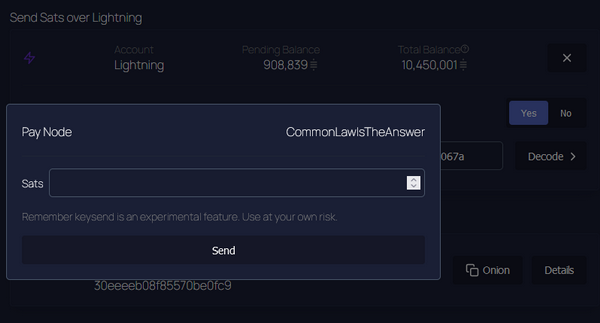 Send Sats over Lightning
Account Pending Balance Total Balance
Lightning 908,839 10,450,001
Yes No
Pay Node CommonLawIsTheAnswer
067a Decode
Sats
Remember keysend is an experimental feature. Use at your own risk.
Send
Onion Details
30eeeeb08f85570be0fc9